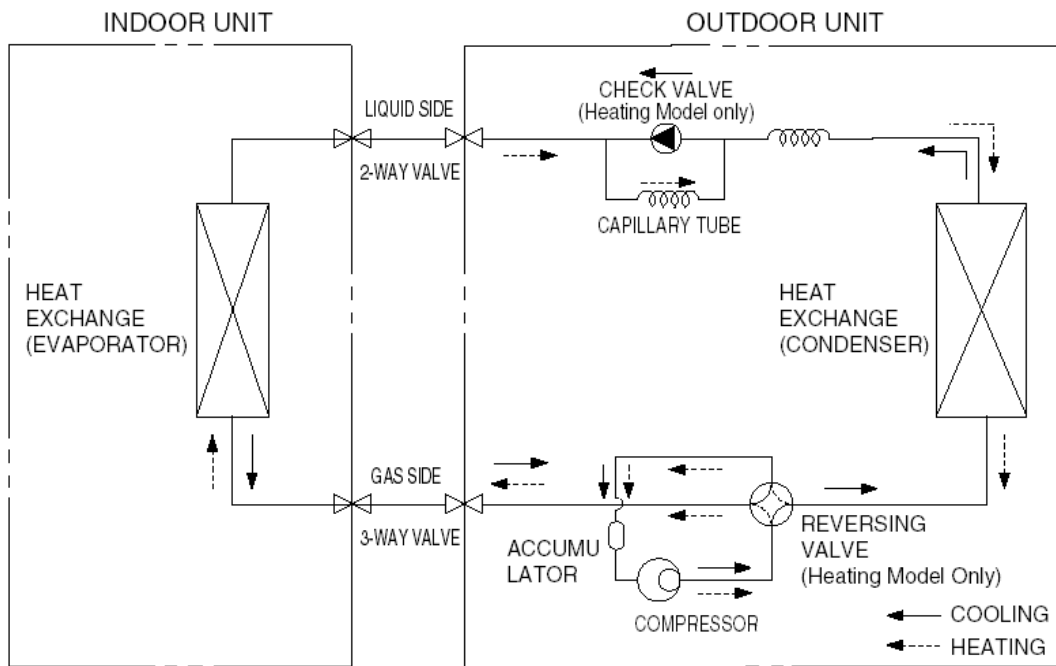 INDOOR UNIT
OUTDOOR UNIT
LIQUID SIDE
2-WAY VALVE
CHECK VALVE
(Heating Model only)
CAPILLARY TUBE
HEAT
EXCHANGE
(EVAPORATOR)
HEAT
EXCHANGE
(CONDENSER)
GAS SIDE
3-WAY VALVE
ACCUMU
LATOR
COMPRESSOR
REVERSING
VALVE
(Heating Model Only)
COOLING
HEATING